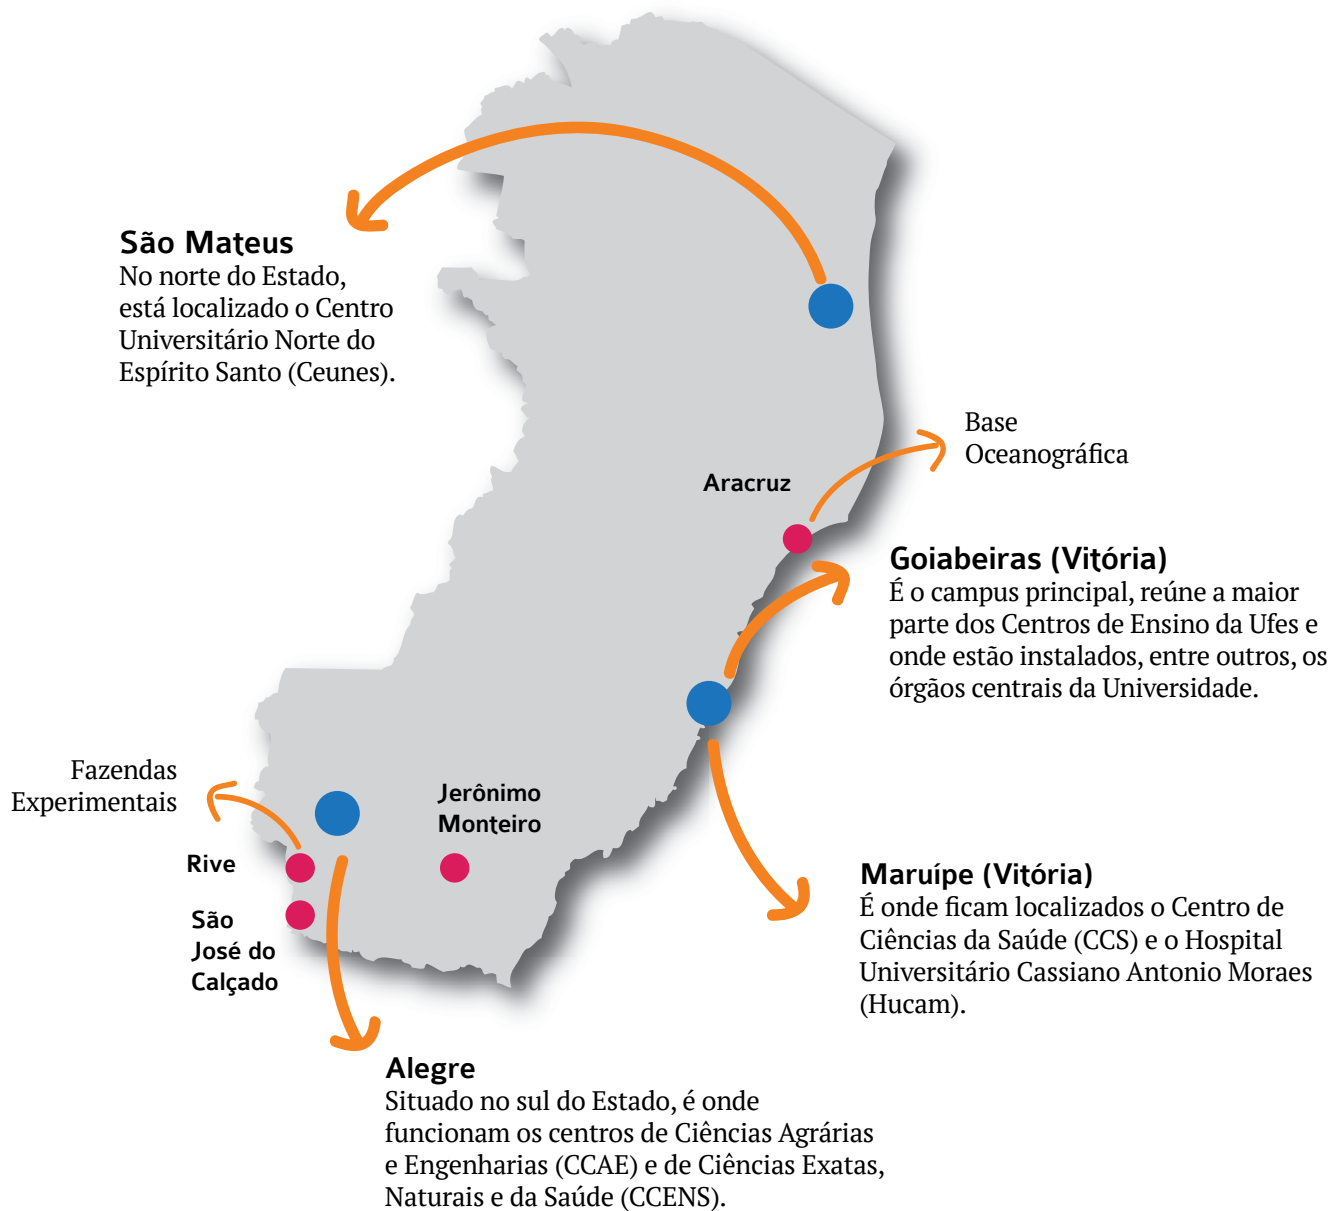 São Mateus
No norte do Estado,
está localizado o Centro
Universitário Norte do
Espírito Santo (Ceunes).
Base
Oceanográfica
Aracruz
Goiabeiras (Vitória)
É o campus principal, reúne a maior
parte dos Centros de Ensino da Ufes e
onde estão instalados, entre outros, os
órgãos centrais da Universidade.
Fazendas
Experimentais
Jerônimo
Monteiro
Rive
São
José do
Calçado
Maruípe (Vitória)
É onde ficam localizados o Centro de
Ciências da Saúde (CCS) e o Hospital
Universitário Cassiano Antonio Moraes
(Hucam).
Alegre
Situado no sul do Estado, é onde
funcionam os centros de Ciências Agrárias
e Engenharias (CCAE) e de Ciências Exatas,
Naturais e da Saúde (CCENS).